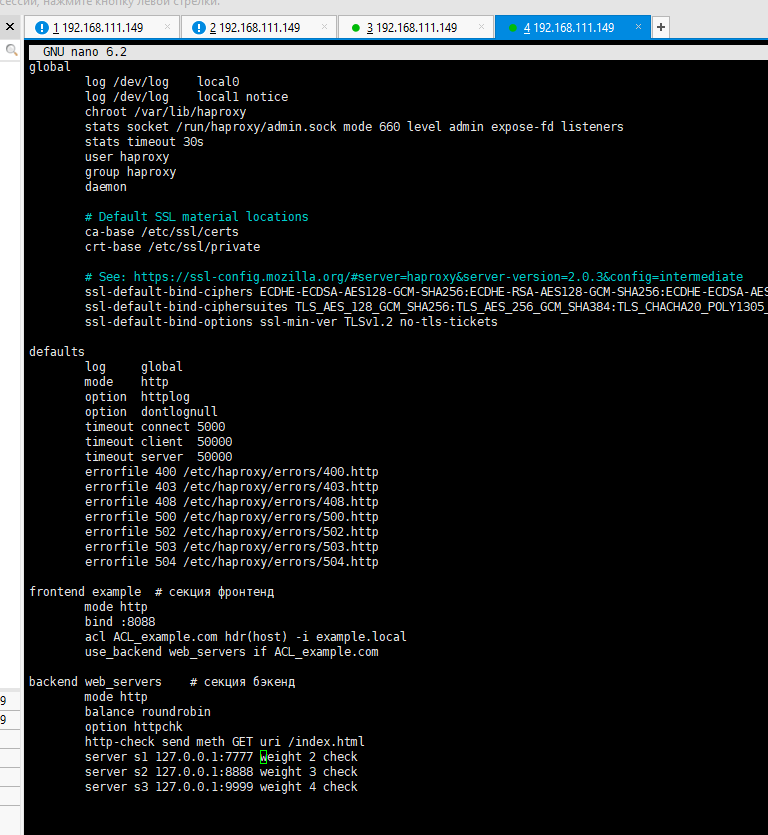 сессии, нажмите кнопку левой стрелки.
1 192.168.111.149
2 192.168.111.149
3 192.168.111.149
4 192.168.111.149
GNU nano 6.2
global
log /dev/log local0
log /dev/log local1 notice
chroot /var/lib/haproxy
stats socket /run/haproxy/admin.sock mode 660 level admin expose-fd listeners
stats timeout 30s
user haproxy
group haproxy
daemon
# Default SSL material locations
ca-base /etc/ssl/certs
crt-base /etc/ssl/private
# See: https://ssl-config.mozilla.org/#server=haproxy&server-version=2.0.3&config=intermediate
ssl-default-bind-ciphers ECDHE-ECDSA-AES128-GCM-SHA256:ECDHE-RSA-AES128-GCM-SHA256:ECDHE-ECDSA-AES
ssl-default-bind-ciphersuites TLS_AES_128_GCM_SHA256:TLS_AES_256_GCM_SHA384:TLS_CHACHA20_POLY1305_
ssl-default-bind-options ssl-min-ver TLSv1.2 no-tls-tickets
defaults
log global
mode http
option httplog
option dontlognull
timeout connect 5000
timeout client 50000
timeout server 50000
errorfile 400 /etc/haproxy/errors/400.http
errorfile 403 /etc/haproxy/errors/403.http
errorfile 408 /etc/haproxy/errors/408.http
errorfile 500 /etc/haproxy/errors/500.http
errorfile 502 /etc/haproxy/errors/502.http
errorfile 503 /etc/haproxy/errors/503.http
errorfile 504 /etc/haproxy/errors/504.http
frontend example # секция фронтенд
mode http
bind :8088
acl ACL_example.com hdr(host) -i example.local
use_backend web_servers if ACL_example.com
backend web_servers # секция бэкенд
mode http
balance roundrobin
option httpchk
http-check send meth GET uri /index.html
server s1 127.0.0.1:7777 weight 2 check
server s2 127.0.0.1:8888 weight 3 check
server s3 127.0.0.1:9999 weight 4 check
9
9